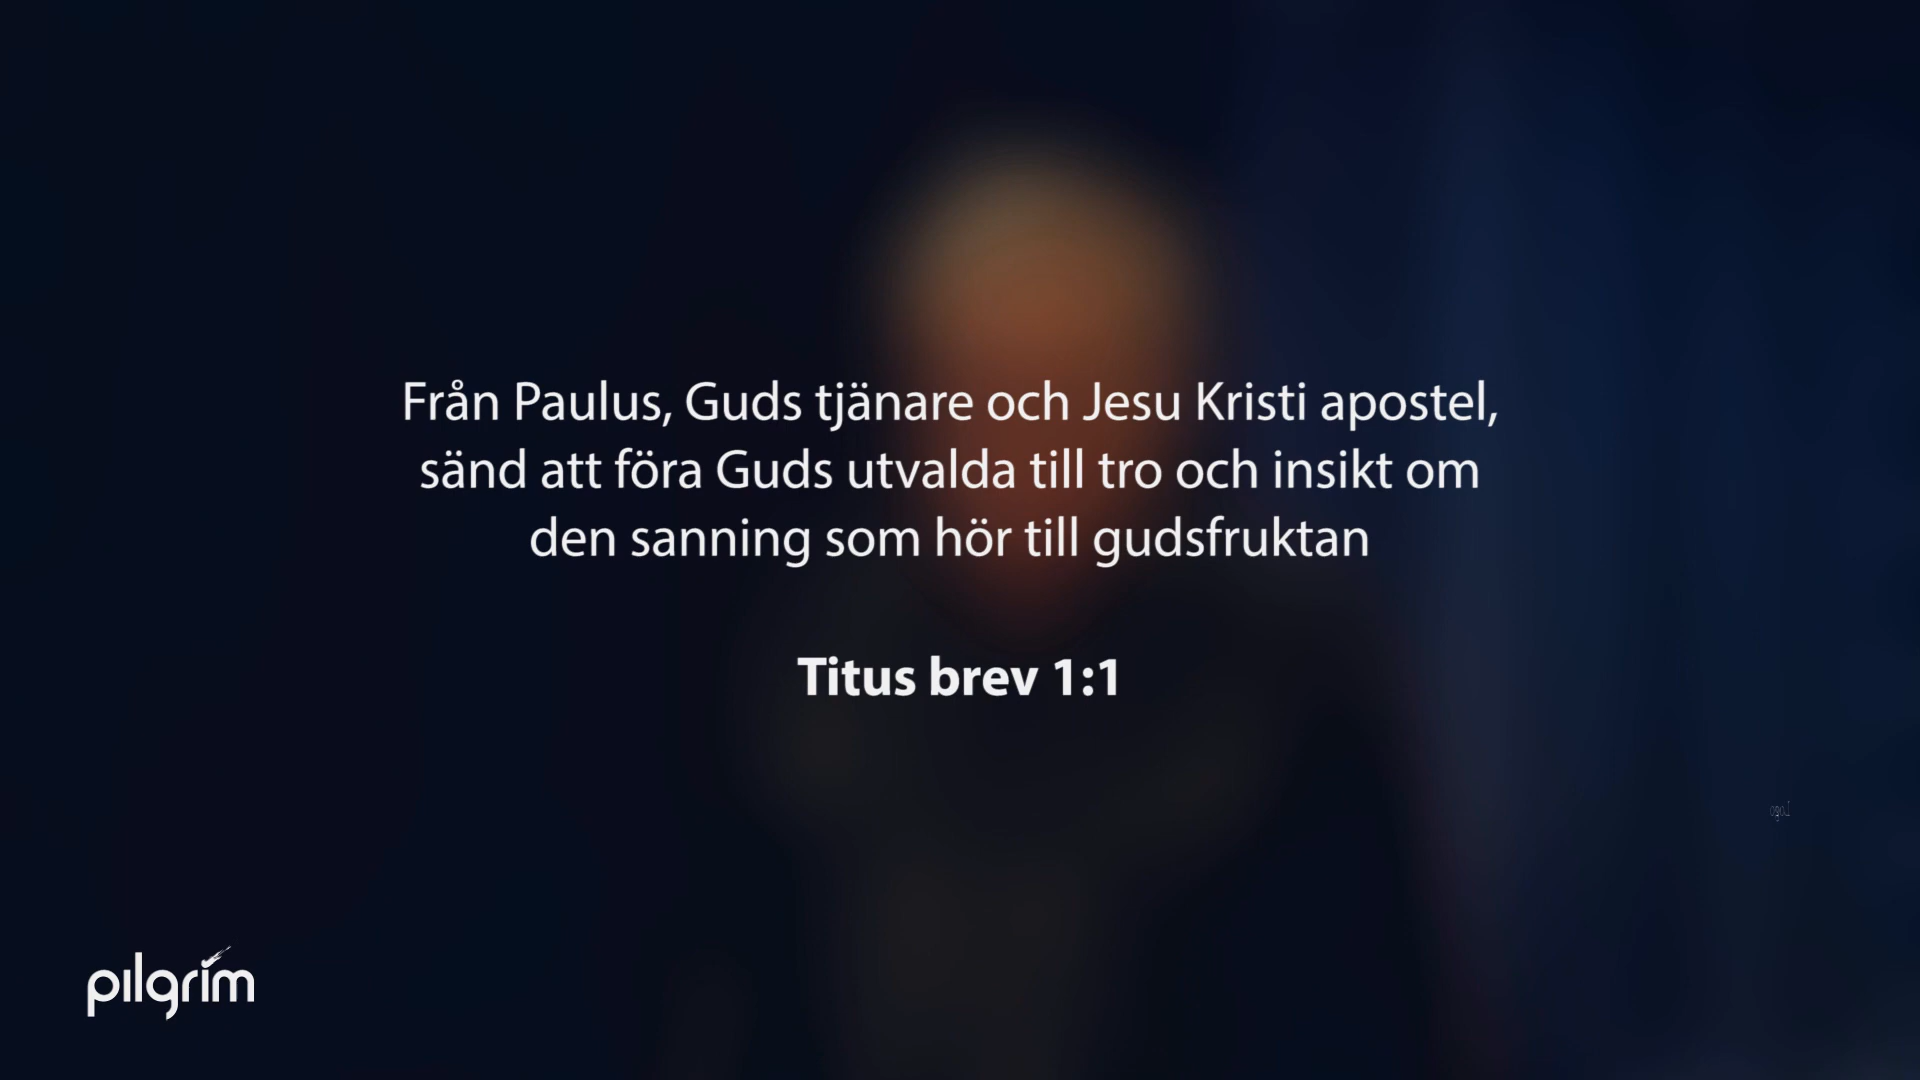 Från Paulus, Guds tjänare och Jesu Kristi apostel,
sänd att föra Guds utvalda till tro och insikt om
den sanning som hör till gudsfruktan
Titus brev 1:1
Logo
pilgrim